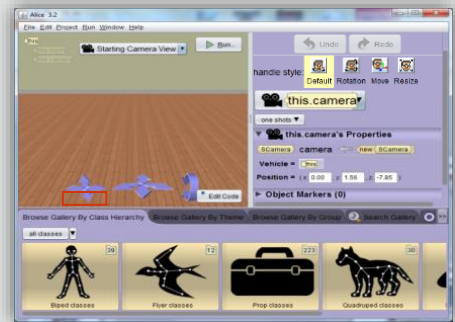 Alice 3.2
File Edit Project Run Window Help
Starting Camera View
Run...
Undo
Redo
handle style:
Default Rotation Move Resize
this.camera
one shots
this.camera's Properties
SCamera camera new SCamera
Vehicle = this
Position = (x: 0.00 , y: 1.56 , z: -7.85 )
Object Markers (0)
Edit Code
Browse Gallery By Class Hierarchy
Browse Gallery By Theme
Browse Gallery By Group
Search Gallery
all classes
39
12
223
30
Biped classes
Flyer classes
Prop classes
Quadruped classes